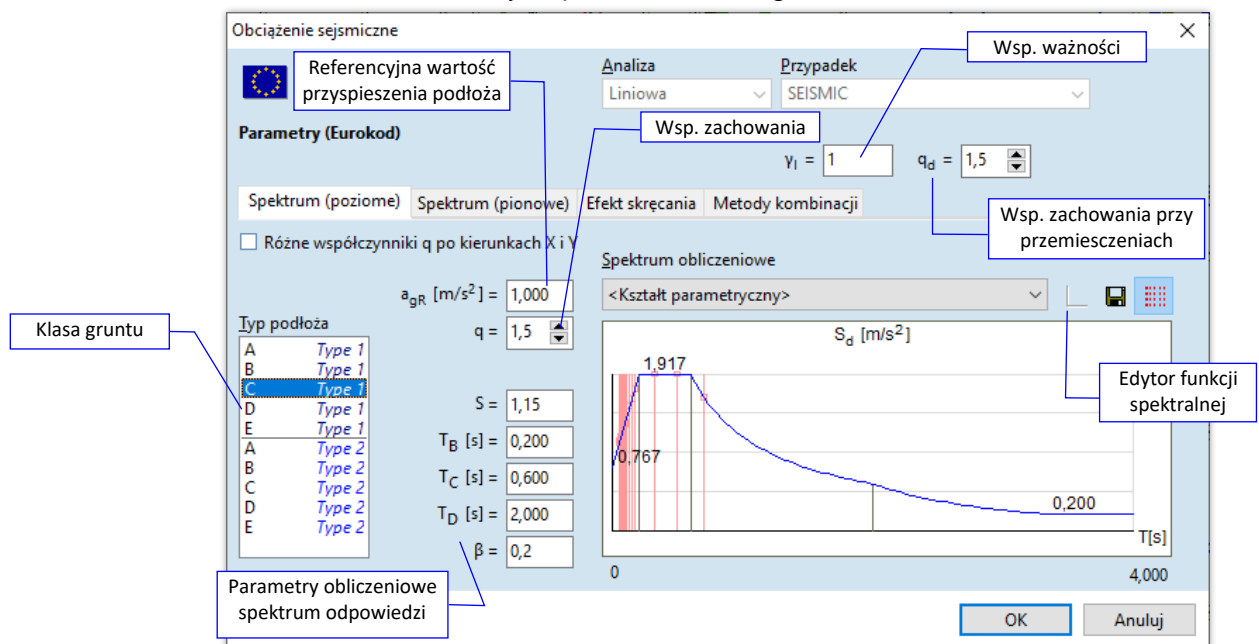 Obciążenie sejsmiczne
Wsp. ważności
Referencyjna wartość
przyspieszenia podłoża
Analiza
Przypadek
Liniowa
SEISMIC
Parametry (Eurokod)
Wsp. zachowania
γI = 1
qd = 1,5
Spektrum (poziome)
Spektrum (pionowe)
Efekt skręcania
Metody kombinacji
Wsp. zachowania przy
przemiesczeniach
Różne współczynniki q po kierunkach X i Y
Spektrum obliczeniowe
agR [m/s²] = 1,000
<Kształt parametryczny>
Klasa gruntu
Typ podłoża
q = 1,5
Sd [m/s²]
A Type 1
B Type 1
C Type 1
D Type 1
E Type 1
A Type 2
B Type 2
C Type 2
D Type 2
E Type 2
S = 1,15
TB [s] = 0,200
TC [s] = 0,600
TD [s] = 2,000
β = 0,2
1,917
0,767
0,200
T[s]
0
4,000
Edytor funkcji
spektralnej
Parametry obliczeniowe
spektrum odpowiedzi
OK
Anuluj